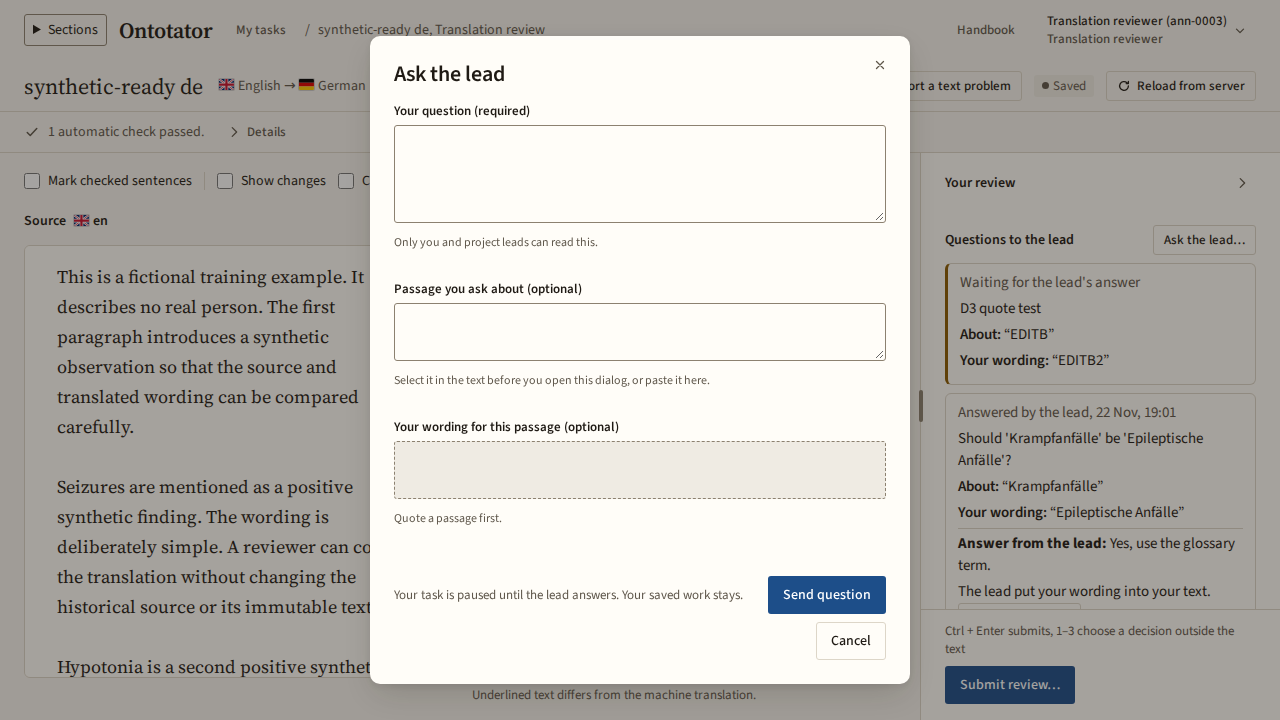 Sections
Ontotator
My tasks
/ synthetic-ready de, Translation review
Handbook
Translation reviewer (ann-0003)
Translation reviewer
synthetic-ready de
English → German
ort a text problem
Saved
Reload from server
1 automatic check passed.
Details
Mark checked sentences
Show changes
C
Source en
This is a fictional training example. It
describes no real person. The first
paragraph introduces a synthetic
observation so that the source and
translated wording can be compared
carefully.
Seizures are mentioned as a positive
synthetic finding. The wording is
deliberately simple. A reviewer can co
the translation without changing the
historical source or its immutable text
Hypotonia is a second positive synthet
Underlined text differs from the machine translation.
Ask the lead
×
Your question (required)
Only you and project leads can read this.
Passage you ask about (optional)
Select it in the text before you open this dialog, or paste it here.
Your wording for this passage (optional)
Quote a passage first.
Your task is paused until the lead answers. Your saved work stays.
Send question
Cancel
Your review
Questions to the lead
Ask the lead…
Waiting for the lead's answer
D3 quote test
About: “EDITB”
Your wording: “EDITB2”
Answered by the lead, 22 Nov, 19:01
Should 'Krampfanfälle' be 'Epileptische
Anfälle'?
About: “Krampfanfälle”
Your wording: “Epileptische Anfälle”
Answer from the lead: Yes, use the glossary
term.
The lead put your wording into your text.
Ctrl + Enter submits, 1–3 choose a decision outside the
text
Submit review…